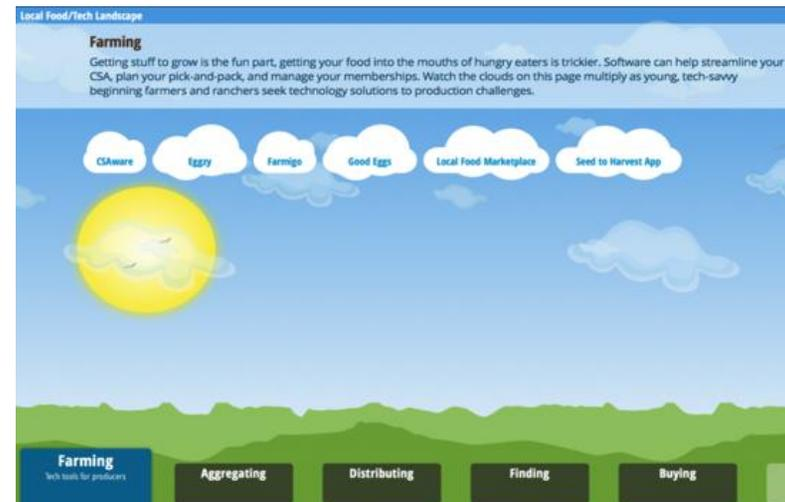 Local Food/Tech Landscape
Farming
Getting stuff to grow is the fun part, getting your food into the mouths of hungry eaters is trickier. Software can help streamline your
CSA, plan your pick-and-pack, and manage your memberships. Watch the clouds on this page multiply as young, tech-savvy
beginning farmers and ranchers seek technology solutions to production challenges.
CSAware Eggzy Farmigo Good Eggs Local Food Marketplace Seed to Harvest App
Farming Aggregating Distributing Finding Buying
Tech tools for producers